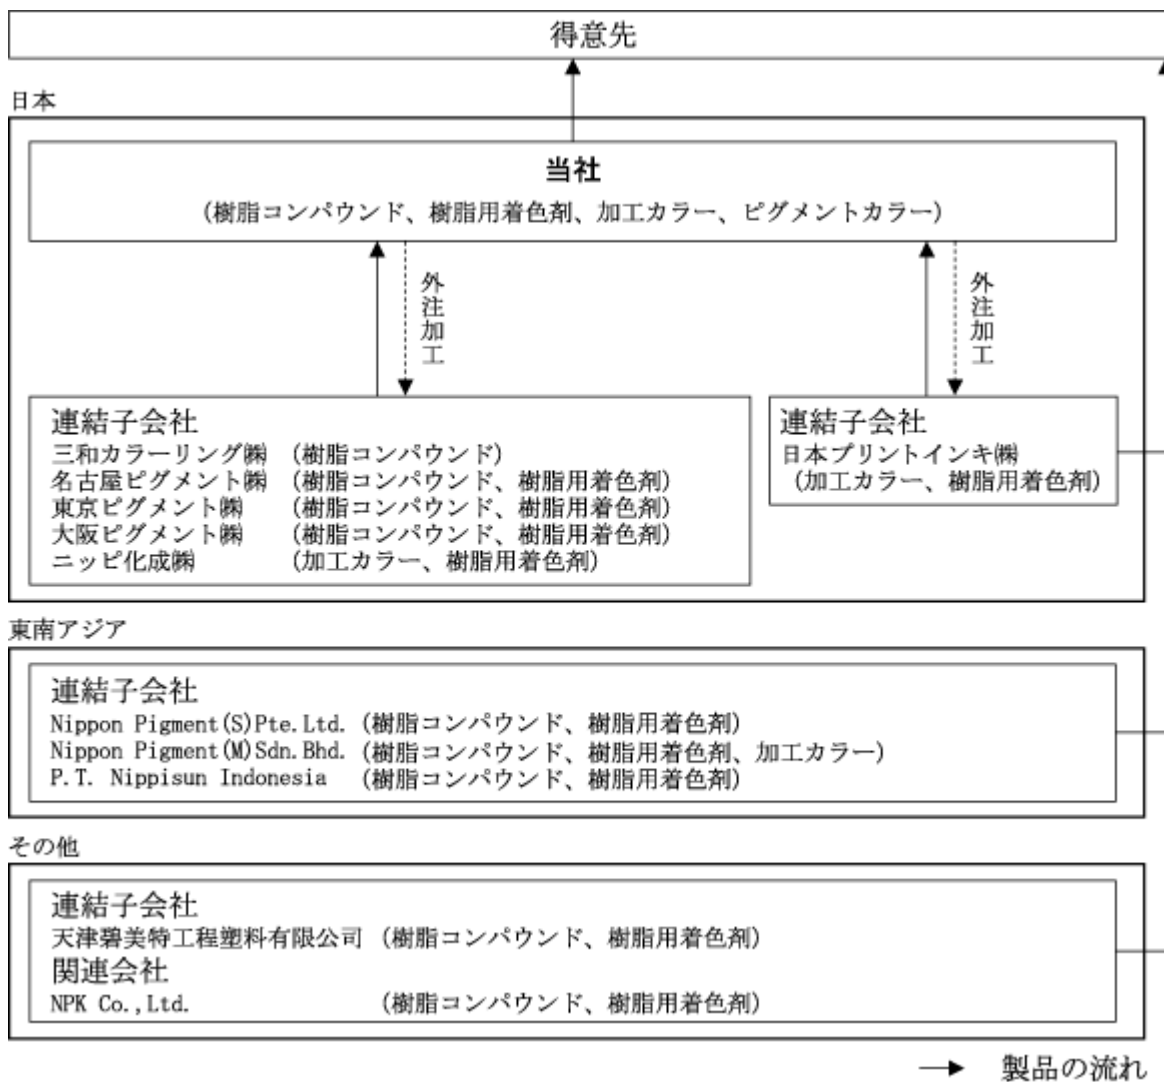 得意先
日本
当社
(樹脂コンパウンド、樹脂用着色剤、加工カラー、ピグメントカラー)
外注加工
外注加工
連結子会社
三和カラーリング㈱ (樹脂コンパウンド)
名古屋ピグメント㈱ (樹脂コンパウンド、樹脂用着色剤)
東京ピグメント㈱ (樹脂コンパウンド、樹脂用着色剤)
大阪ピグメント㈱ (樹脂コンパウンド、樹脂用着色剤)
ニッピ化成㈱ (加工カラー、樹脂用着色剤)
連結子会社
日本プリントインキ㈱
(加工カラー、樹脂用着色剤)
東南アジア
連結子会社
Nippon Pigment(S)Pte.Ltd. (樹脂コンパウンド、樹脂用着色剤)
Nippon Pigment(M)Sdn.Bhd. (樹脂コンパウンド、樹脂用着色剤、加工カラー)
P.T. Nippisun Indonesia (樹脂コンパウンド、樹脂用着色剤)
その他
連結子会社
天津碧美特工程塑料有限公司 (樹脂コンパウンド、樹脂用着色剤)
関連会社
NPK Co.,Ltd. (樹脂コンパウンド、樹脂用着色剤)
製品の流れ